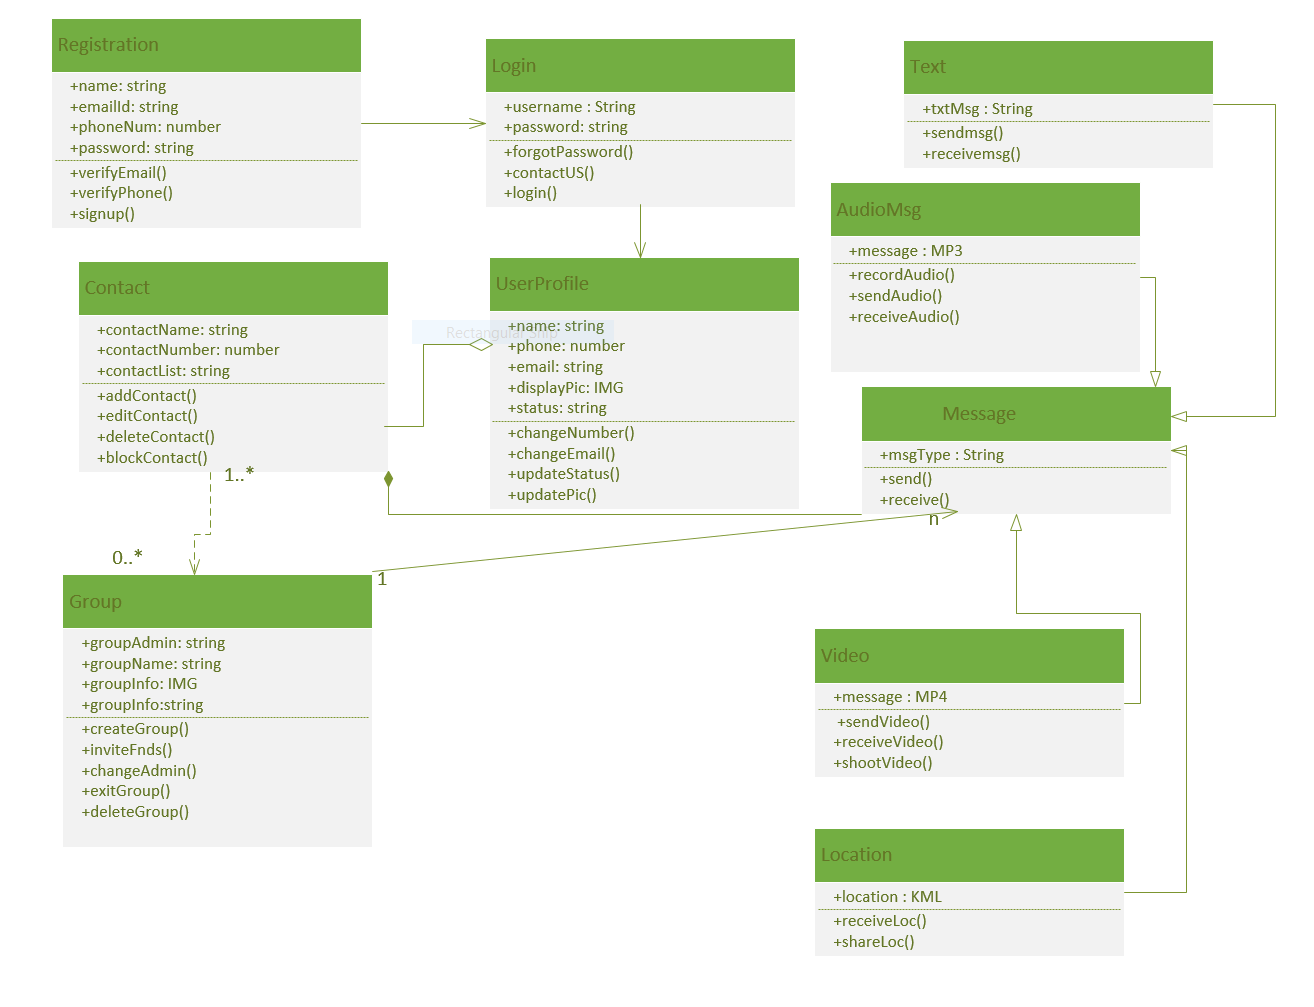 Registration
+name: string
+emailId: string
+phoneNum: number
+password: string
+verifyEmail()
+verifyPhone()
+signup()
Login
+username : String
+password: string
+forgotPassword()
+contactUS()
+login()
Text
+txtMsg : String
+sendmsg()
+receivemsg()
AudioMsg
+message : MP3
+recordAudio()
+sendAudio()
+receiveAudio()
Contact
+contactName: string
+contactNumber: number
+contactList: string
+addContact()
+editContact()
+deleteContact()
+blockContact()
UserProfile
+name: string
Rectangular Snip
+phone: number
+email: string
+displayPic: IMG
+status: string
+changeNumber()
+changeEmail()
+updateStatus()
+updatePic()
Message
+msgType : String
+send()
+receive()
1..*
n
0..*
1
Group
+groupAdmin: string
+groupName: string
+groupInfo: IMG
+groupInfo:string
+createGroup()
+inviteFnds()
+changeAdmin()
+exitGroup()
+deleteGroup()
Video
+message : MP4
+sendVideo()
+receiveVideo()
+shootVideo()
Location
+location : KML
+receiveLoc()
+shareLoc()